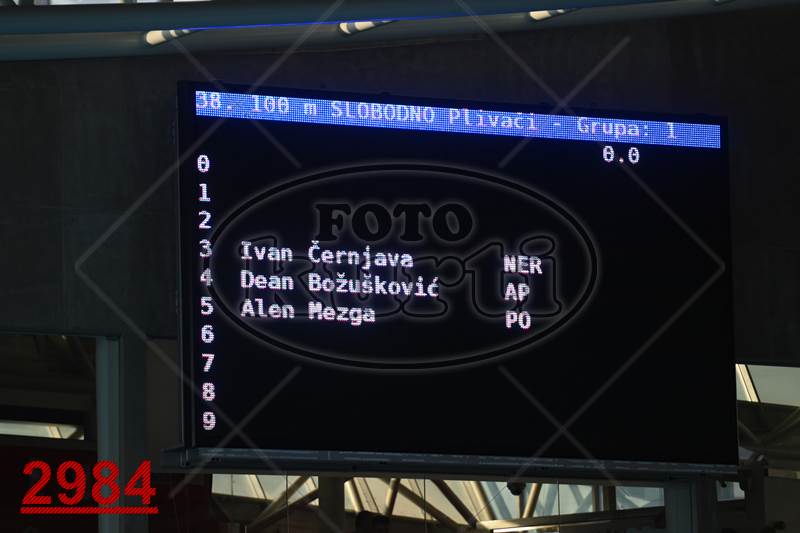 38. 100 m SLOBODNO Plivači - Grupa: 1
0.0
0
1
2
3 Ivan Černjava NER
4 Dean Božušković AP
5 Alen Mezga PO
6
7
8
9
FOTO
kurti
2984